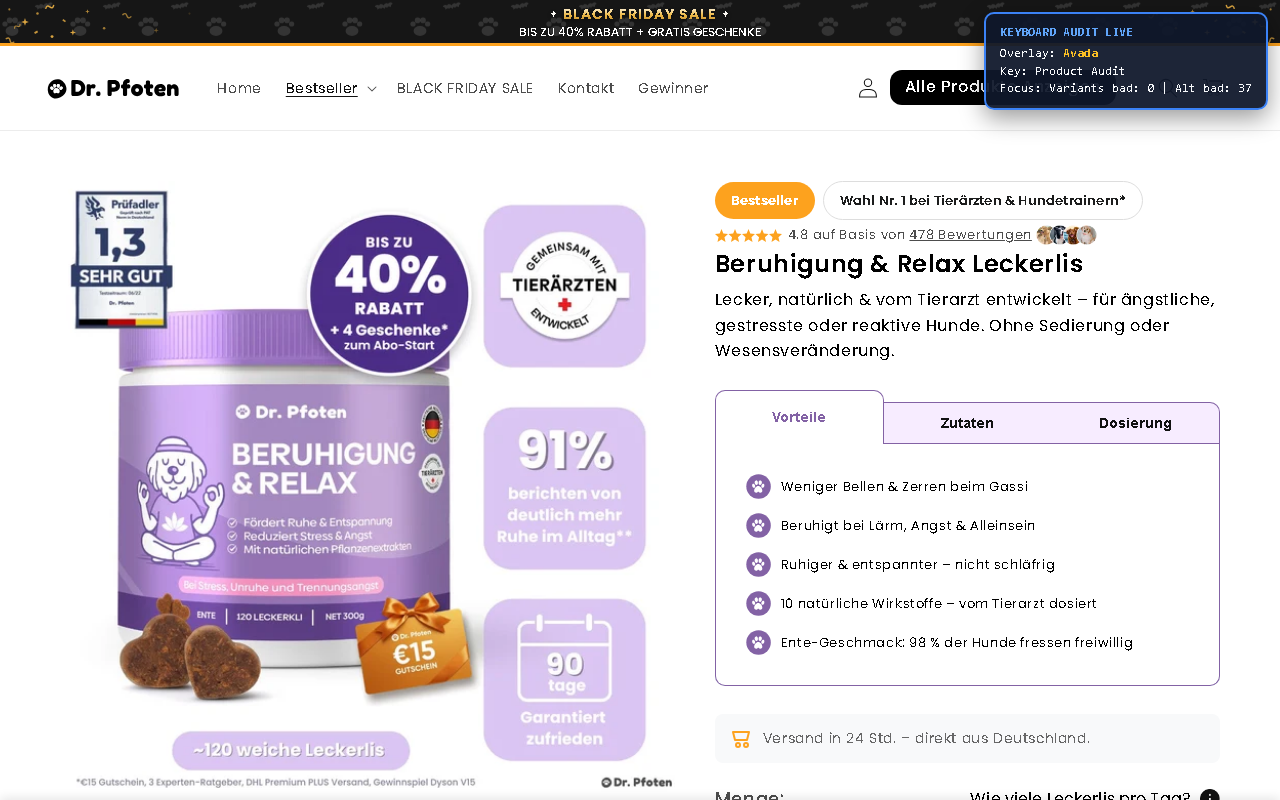 BLACK FRIDAY SALE
BIS ZU 40% RABATT + GRATIS GESCHENKE
KEYBOARD AUDIT LIVE
Overlay: Avada
Key: Product Audit
Focus: Variants bad: 0 | Alt bad: 37
Dr. Pfoten
Home
Bestseller
BLACK FRIDAY SALE
Kontakt
Gewinner
Alle Produ
Prüfadler
1,3
SEHR GUT
Dr. Pfoten
BIS ZU
40%
RABATT
+ 4 Geschenke*
zum Abo-Start
GEMEINSAM MIT
TIERÄRZTEN
ENTWICKELT
Dr. Pfoten
BERUHIGUNG
& RELAX
Fördert Ruhe & Entspannung
Reduziert Stress & Angst
Mit natürlichen Pflanzenextrakten
Bei Stress, Unruhe und Trennungsangst
ENTE
120 LECKERLI
NET 300g
TIERÄRZTEN
Dr. Pfoten
€15
GUTSCHEIN
91%
berichten von
deutlich mehr
Ruhe im Alltag**
90
tage
Garantiert
zufrieden
~120 weiche Leckerlis
*€15 Gutschein, 3 Experten-Ratgeber, DHL Premium PLUS Versand, Gewinnspiel Dyson V15
Dr. Pfoten
Bestseller
Wahl Nr. 1 bei Tierärzten & Hundetrainern*
4.8 auf Basis von 478 Bewertungen
Beruhigung & Relax Leckerlis
Lecker, natürlich & vom Tierarzt entwickelt – für ängstliche,
gestresste oder reaktive Hunde. Ohne Sedierung oder
Wesensveränderung.
Vorteile
Zutaten
Dosierung
Weniger Bellen & Zerren beim Gassi
Beruhigt bei Lärm, Angst & Alleinsein
Ruhiger & entspannter – nicht schläfrig
10 natürliche Wirkstoffe – vom Tierarzt dosiert
Ente-Geschmack: 98 % der Hunde fressen freiwillig
Versand in 24 Std. – direkt aus Deutschland.
Menge:
Wie viele Leckerlis pro Tag?